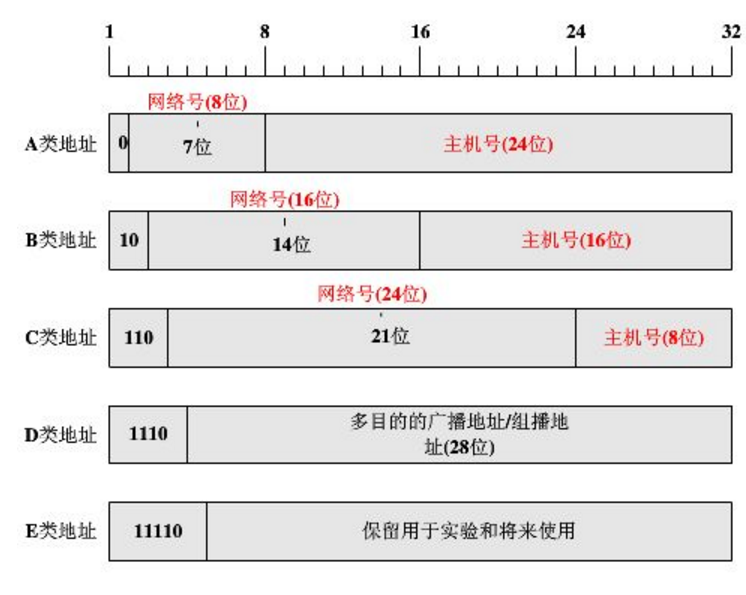 1 8 16 24 32
网络号(8位)
A类地址 0 7位 主机号(24位)
网络号(16位)
B类地址 10 14位 主机号(16位)
网络号(24位)
C类地址 110 21位 主机号(8位)
D类地址 1110 多目的的广播地址/组播地
址(28位)
E类地址 11110 保留用于实验和将来使用